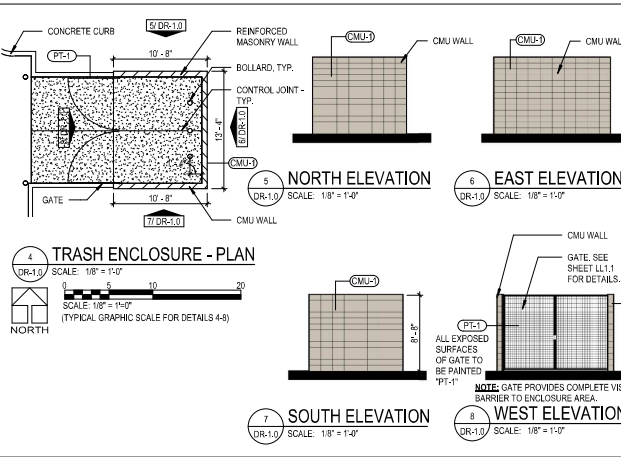 CONCRETE CURB
5/ DR-1.0
REINFORCED
MASONRY WALL
PT-1
10' - 8"
BOLLARD, TYP.
CONTROL JOINT -
TYP.
13' - 4"
6/ DR-1.0
CMU-1
GATE
10' - 8"
7/ DR-1.0
CMU WALL
4
DR-1.0
TRASH ENCLOSURE - PLAN
SCALE: 1/8" = 1'-0"
0 5 10 20
SCALE: 1/8" = 1'=0"
(TYPICAL GRAPHIC SCALE FOR DETAILS 4-8)
NORTH
CMU-1
CMU WALL
5
DR-1.0
NORTH ELEVATION
SCALE: 1/8" = 1'-0"
CMU-1
CMU WAL
6
DR-1.0
EAST ELEVATION
SCALE: 1/8" = 1'-0"
CMU-1
8' - 8"
7
DR-1.0
SOUTH ELEVATION
SCALE: 1/8" = 1'-0"
CMU WALL
GATE. SEE
SHEET LL1.1
FOR DETAILS.
PT-1
ALL EXPOSED
SURFACES
OF GATE TO
BE PAINTED
"PT-1"
NOTE: GATE PROVIDES COMPLETE VIS
BARRIER TO ENCLOSURE AREA.
8
DR-1.0
WEST ELEVATION
SCALE: 1/8" = 1'-0"